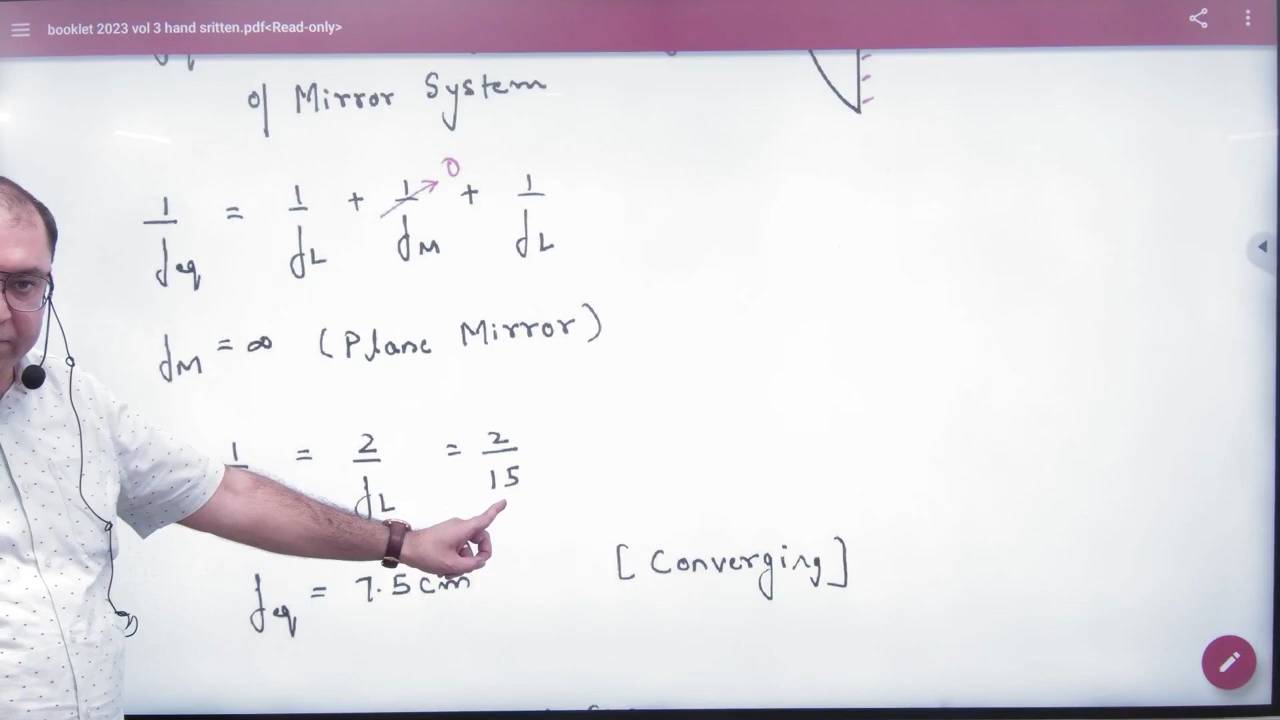 booklet 2023 vol 3 hand sritten.pdf<Read-only>
of Mirror System
1/feq = 1/fL + 1/fM + 1/fL
0
fM = ∞ (Plane Mirror)
1 = 2/fL = 2/15
feq = 7.5 cm [Converging]